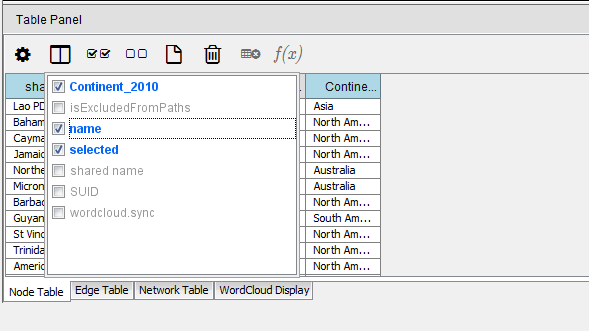 Table Panel
f(x)
sha
Contine...
Continent_2010
isExcludedFromPaths
name
selected
shared name
SUID
wordcloud.sync
Lao PD
Asia
Baham
North Am...
Cayma
North Am...
Jamaic
North Am...
Northe
Australia
Micron
Australia
Barbad
North Am...
Guyan
South Am...
St Vinc
North Am...
Trinida
North Am...
Americ
North Am...
Node Table
Edge Table
Network Table
WordCloud Display